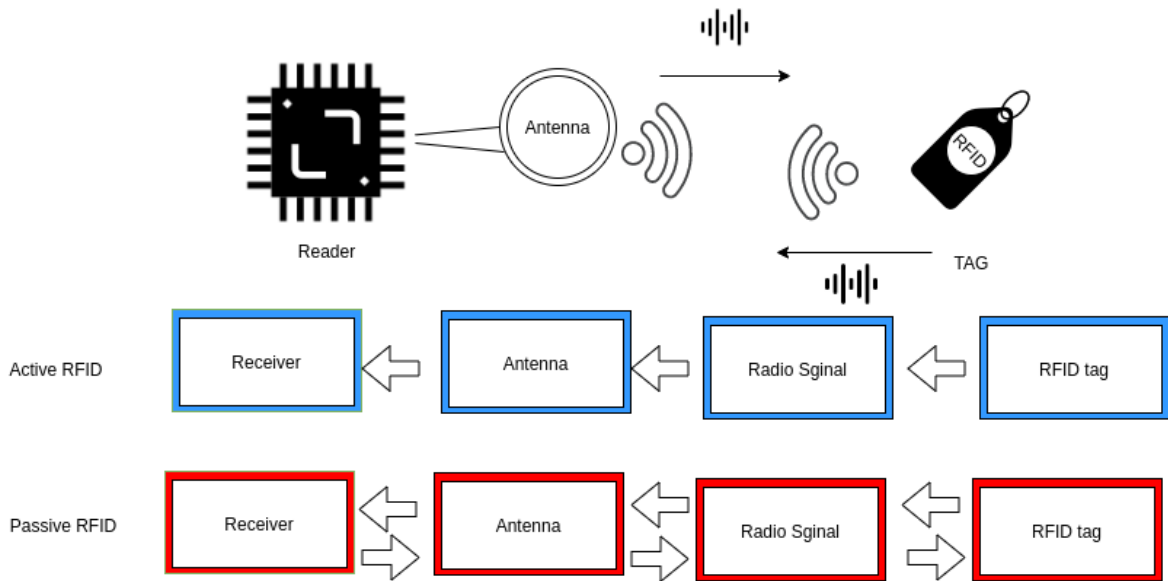 Antenna
RFID
Reader
TAG
Active RFID
Receiver
Antenna
Radio Sginal
RFID tag
Passive RFID
Receiver
Antenna
Radio Sginal
RFID tag